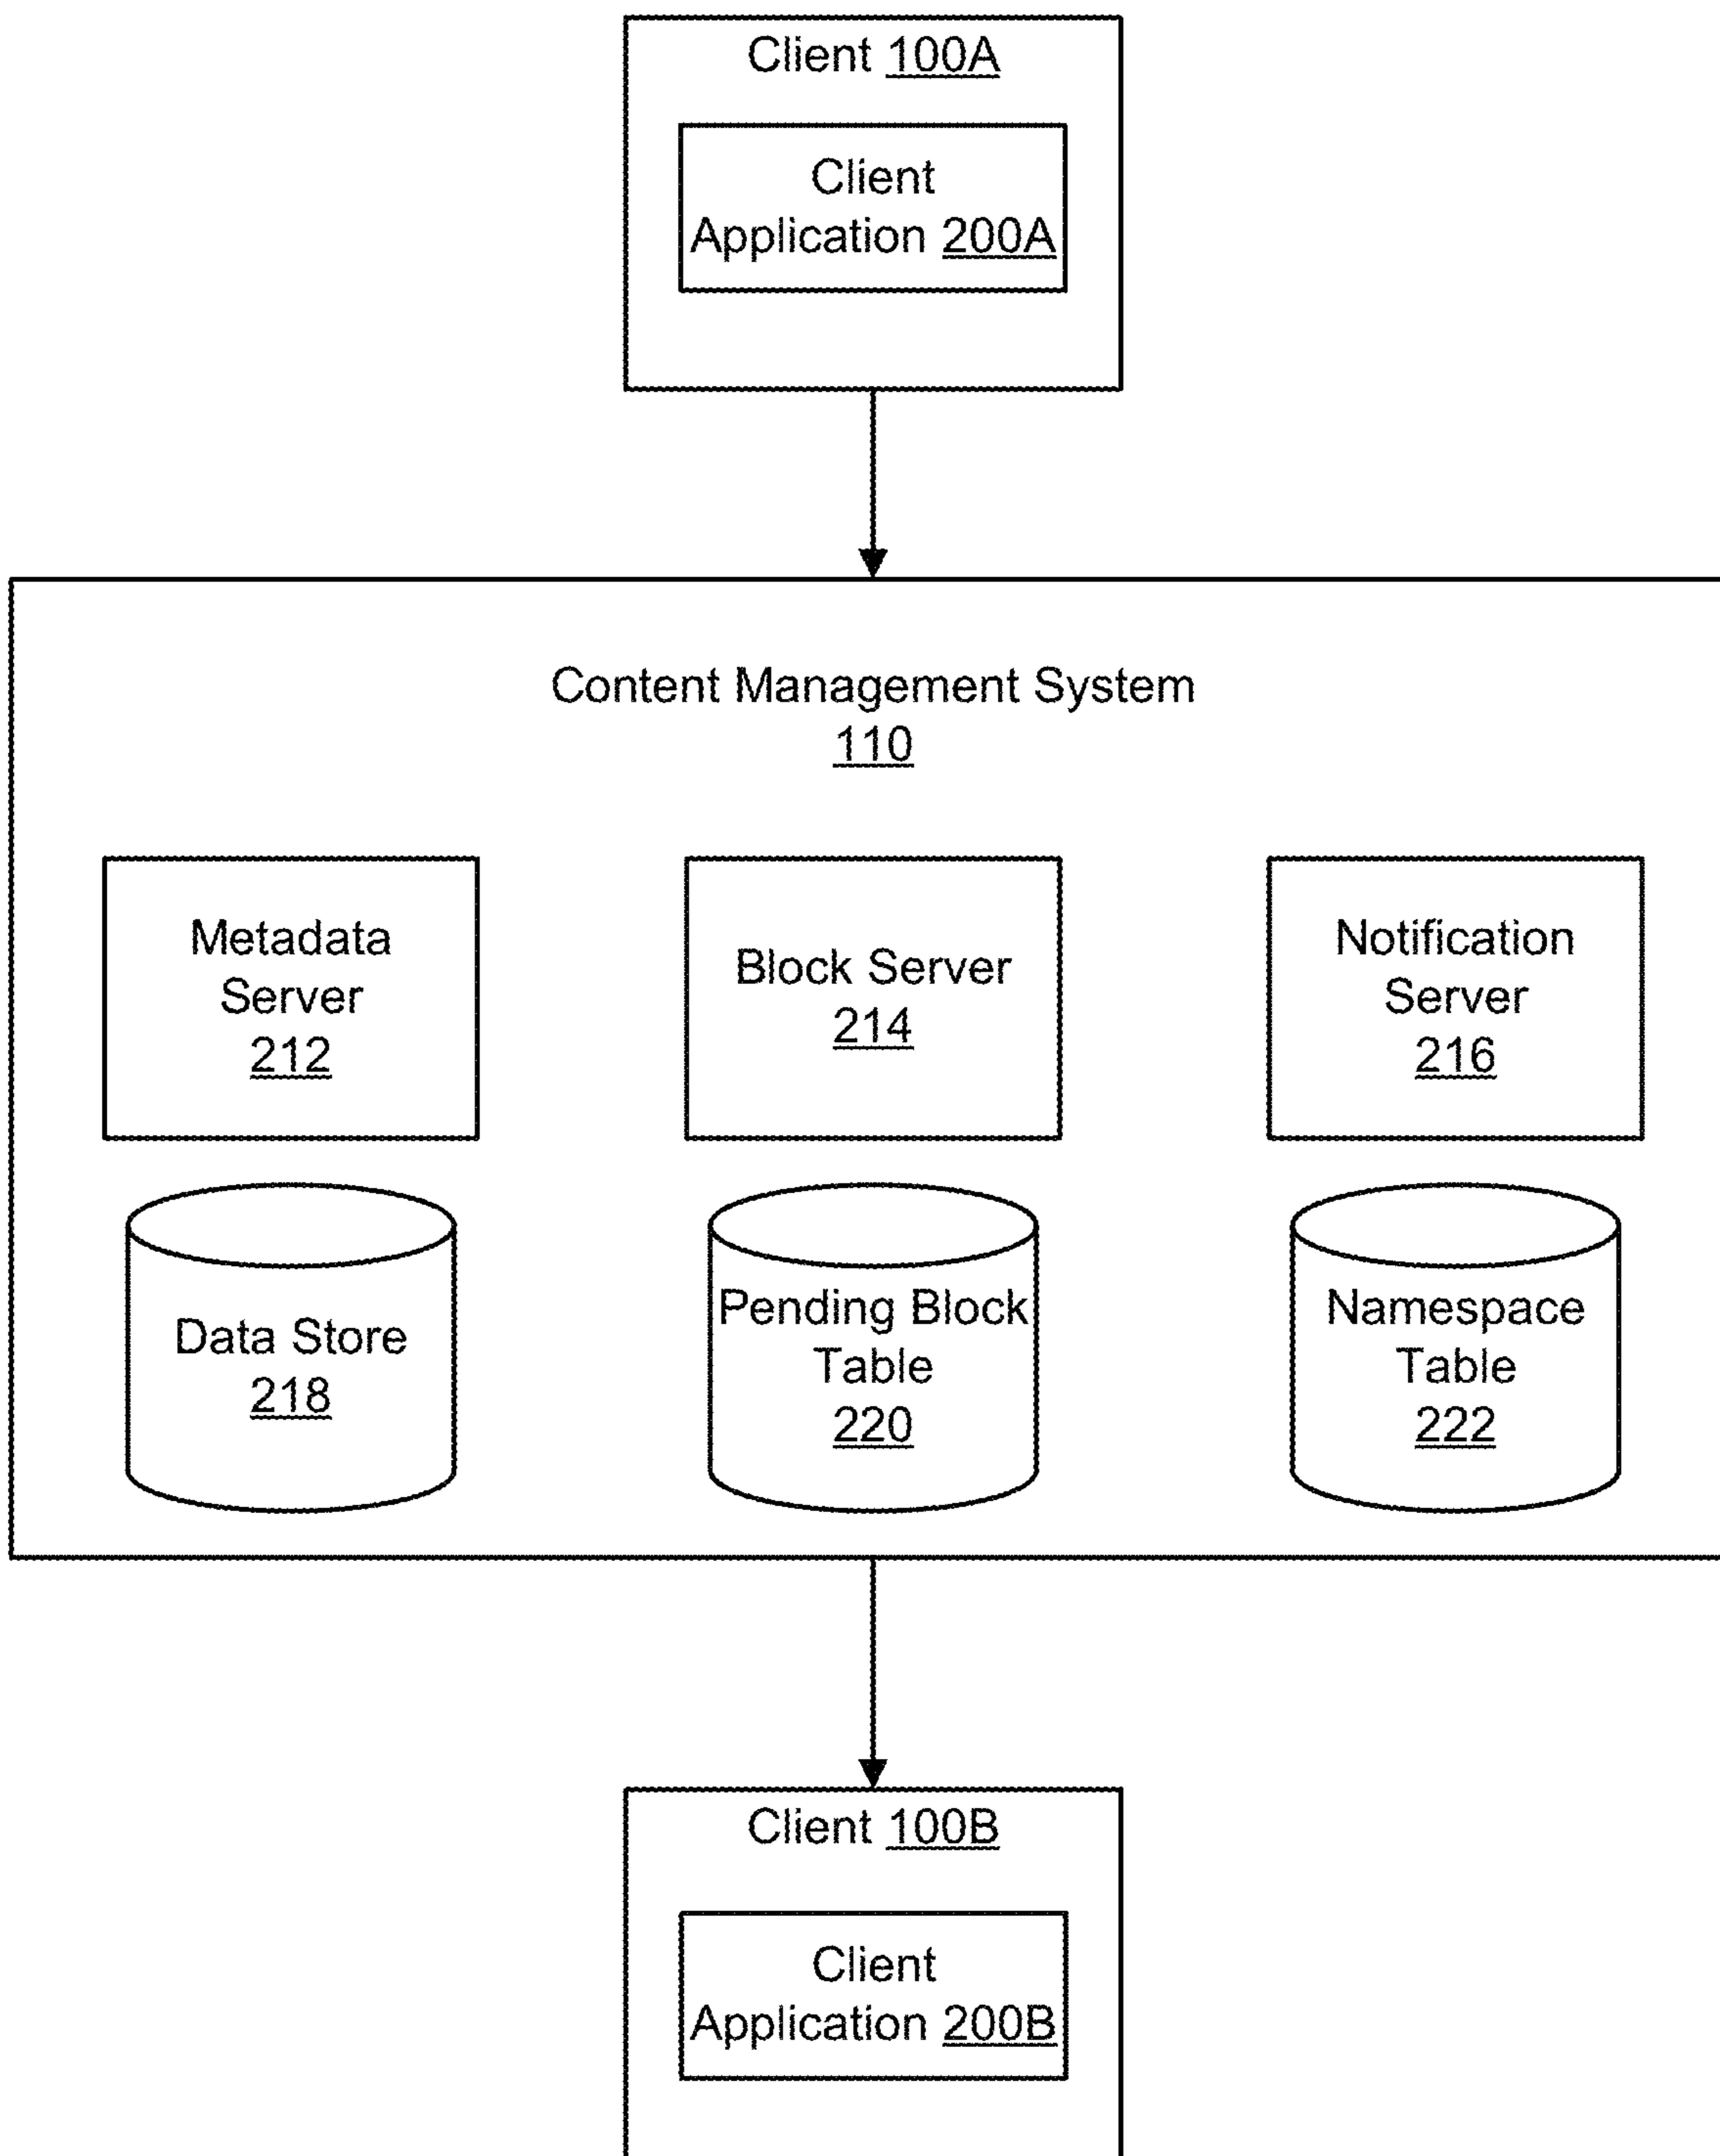 Client 100A
Client
Application 200A
Content Management System
110
Metadata
Server
212
Block Server
214
Notification
Server
216
Data Store
218
Pending Block
Table
220
Namespace
Table
222
Client 100B
Client
Application 200B